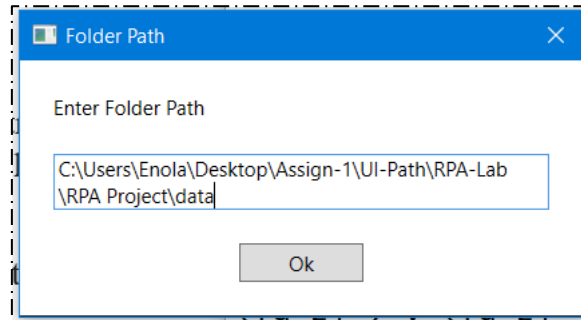 Folder Path
Enter Folder Path
C:\Users\Enola\Desktop\Assign-1\UI-Path\RPA-Lab
\RPA Project\data
Ok